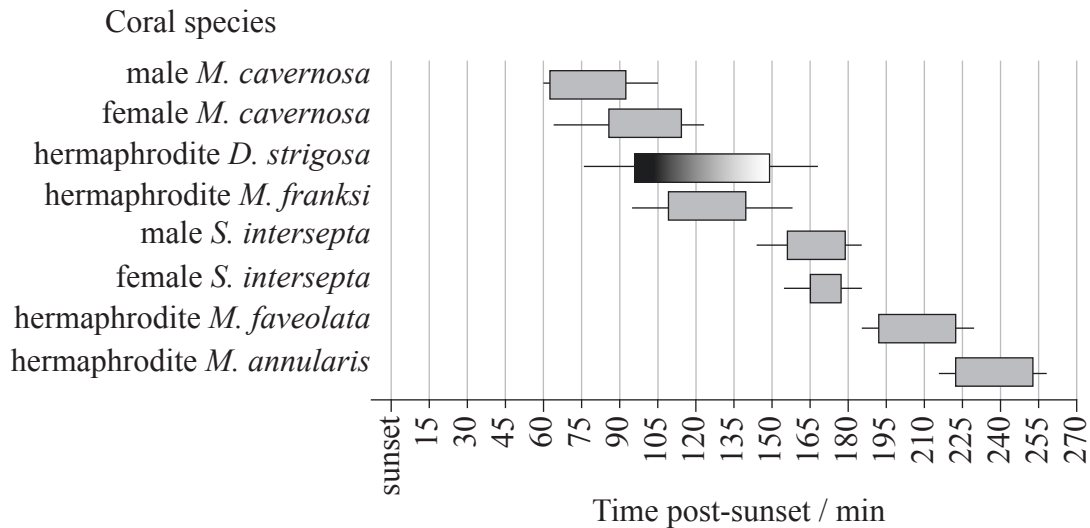 Coral species
male M. cavernosa
female M. cavernosa
hermaphrodite D. strigosa
hermaphrodite M. franksi
male S. intersepta
female S. intersepta
hermaphrodite M. faveolata
hermaphrodite M. annularis
sunset 15 30 45 60 75 90 105 120 135 150 165 180 195 210 225 240 255 270
Time post-sunset / min